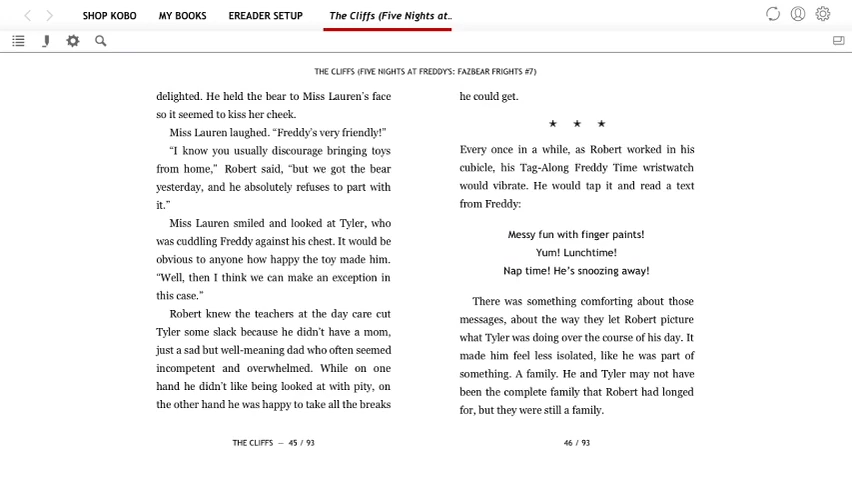 SHOP KOBO MY BOOKS EREADER SETUP The Cliffs (Five Nights at..
THE CLIFFS (FIVE NIGHTS AT FREDDY'S: FAZBEAR FRIGHTS #7)
delighted. He held the bear to Miss Lauren's face
so it seemed to kiss her cheek.
Miss Lauren laughed. “Freddy's very friendly!”
“I know you usually discourage bringing toys
from home,” Robert said, “but we got the bear
yesterday, and he absolutely refuses to part with
it.”
Miss Lauren smiled and looked at Tyler, who
was cuddling Freddy against his chest. It would be
obvious to anyone how happy the toy made him.
“Well, then I think we can make an exception in
this case.”
Robert knew the teachers at the day care cut
Tyler some slack because he didn't have a mom,
just a sad but well-meaning dad who often seemed
incompetent and overwhelmed. While on one
hand he didn't like being looked at with pity, on
the other hand he was happy to take all the breaks
THE CLIFFS — 45 / 93
he could get.
★ ★ ★
Every once in a while, as Robert worked in his
cubicle, his Tag-Along Freddy Time wristwatch
would vibrate. He would tap it and read a text
from Freddy:
Messy fun with finger paints!
Yum! Lunchtime!
Nap time! He's snoozing away!
There was something comforting about those
messages, about the way they let Robert picture
what Tyler was doing over the course of his day. It
made him feel less isolated, like he was part of
something. A family. He and Tyler may not have
been the complete family that Robert had longed
for, but they were still a family.
46 / 93